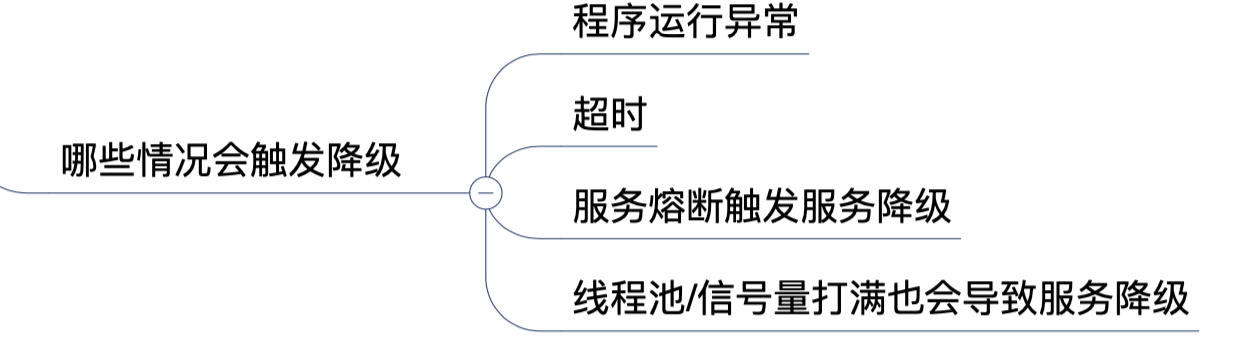 哪些情况会触发降级
程序运行异常
超时
服务熔断触发服务降级
线程池/信号量打满也会导致服务降级